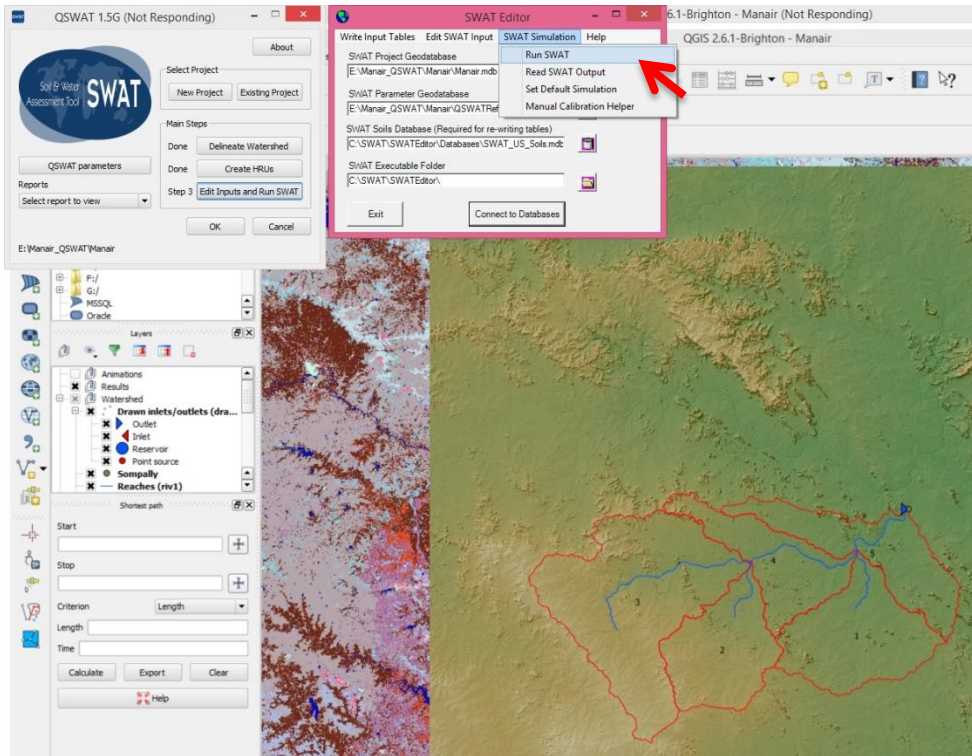 QSWAT 1.5G (Not Responding)
About
Soil & Water
Assessment Tool
SWAT
Select Project
New Project
Existing Project
Main Steps
Done
Delineate Watershed
QSWAT parameters
Done
Create HRUs
Reports
Select report to view
Step 3
Edit Inputs and Run SWAT
OK
Cancel
E:\Manair_QSWAT\Manair
SWAT Editor
Write Input Tables Edit SWAT Input SWAT Simulation Help
Run SWAT
Read SWAT Output
Set Default Simulation
Manual Calibration Helper
SWAT Project Geodatabase
E:\Manair_QSWAT\Manair\Manair.mdb
SWAT Parameter Geodatabase
E:\Manair_QSWAT\Manair\QSWATRef
SWAT Soils Database (Required for re-writing tables)
C:\SWAT\SWATEditor\Databases\SWAT_US_Soils.mdb
SWAT Executable Folder
C:\SWAT\SWATEditor\
Exit
Connect to Databases
6.1-Brighton - Manair (Not Responding)
QGIS 2.6.1-Brighton - Manair
F:/
G:/
MSSQL
Oracle
Layers
Animations
Results
Watershed
Drawn inlets/outlets (dra...
Outlet
Inlet
Reservoir
Point source
Sompally
Reaches (riv1)
Shortest path
Start
Stop
Criterion
Length
Length
Time
Calculate
Export
Clear
Help
3
4
5
2
1